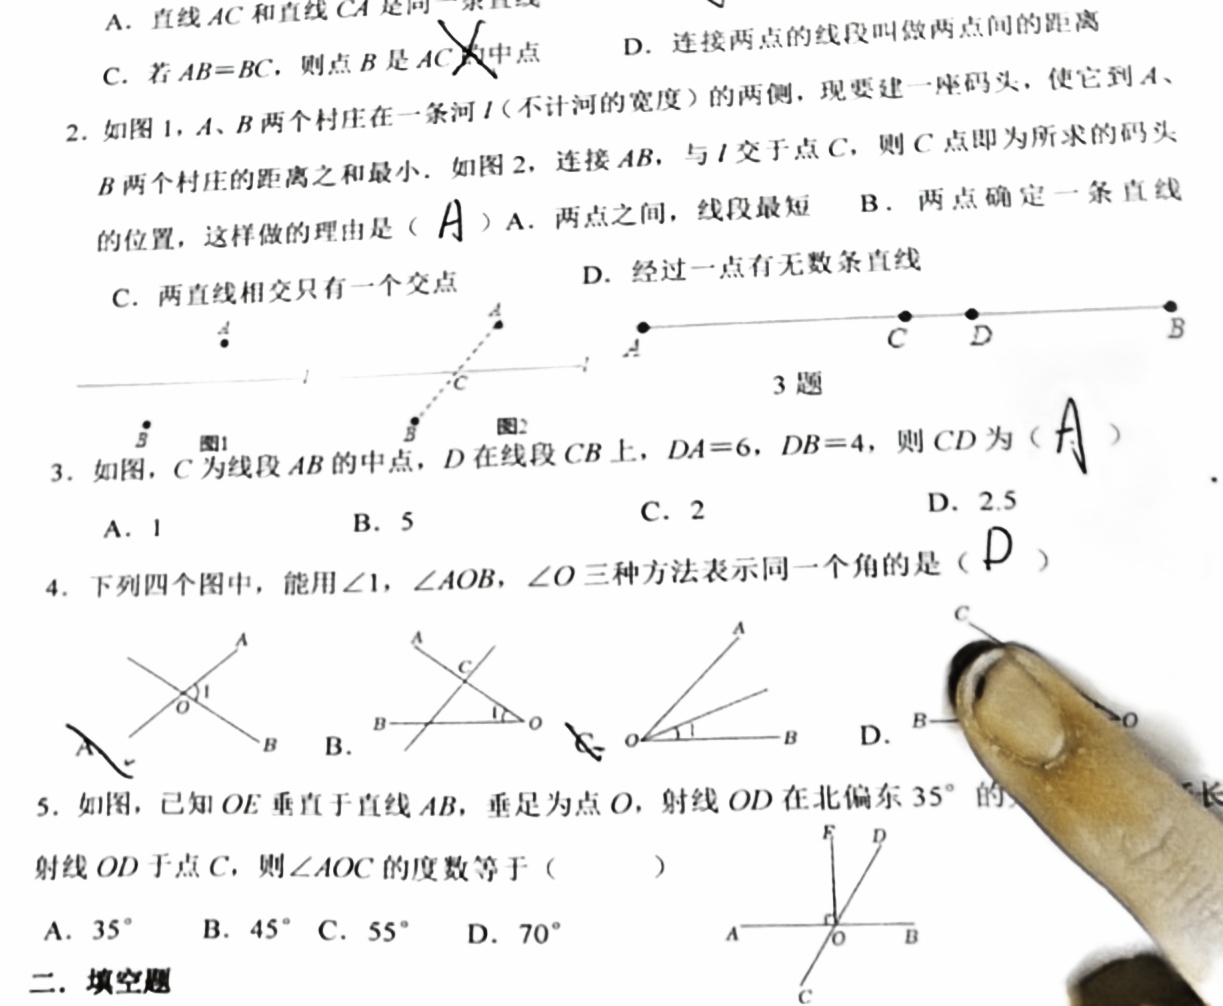 A．直线 AC 和直线 CA 是同一条直线
C．若 AB=BC，则点 B 是 AC 的中点 D．连接两点的线段叫做两点间的距离
2．如图 1，A、B 两个村庄在一条河 l（不计河的宽度）的两侧，现要建一座码头，使它到 A、
B 两个村庄的距离之和最小．如图 2，连接 AB，与 l 交于点 C，则 C 点即为所求的码头
的位置，这样做的理由是（ A ）A．两点之间，线段最短 B．两点确定一条直线
C．两直线相交只有一个交点 D．经过一点有无数条直线
A
l
B
图1
A
l
C
B
图2
A C D B
3 题
3．如图，C 为线段 AB 的中点，D 在线段 CB 上，DA=6，DB=4，则 CD 为（ A ）
A．1 B．5 C．2 D．2.5
4．下列四个图中，能用∠1，∠AOB，∠O 三种方法表示同一个角的是（ D ）
A 1 O B
A．
A C B 1 O
B．
A O 1 B
C．
C B O
D．
5．如图，已知 OE 垂直于直线 AB，垂足为点 O，射线 OD 在北偏东 35° 的 长
射线 OD 于点 C，则∠AOC 的度数等于（ ）
A．35° B．45° C．55° D．70°
E D
A O B
C
二．填空题